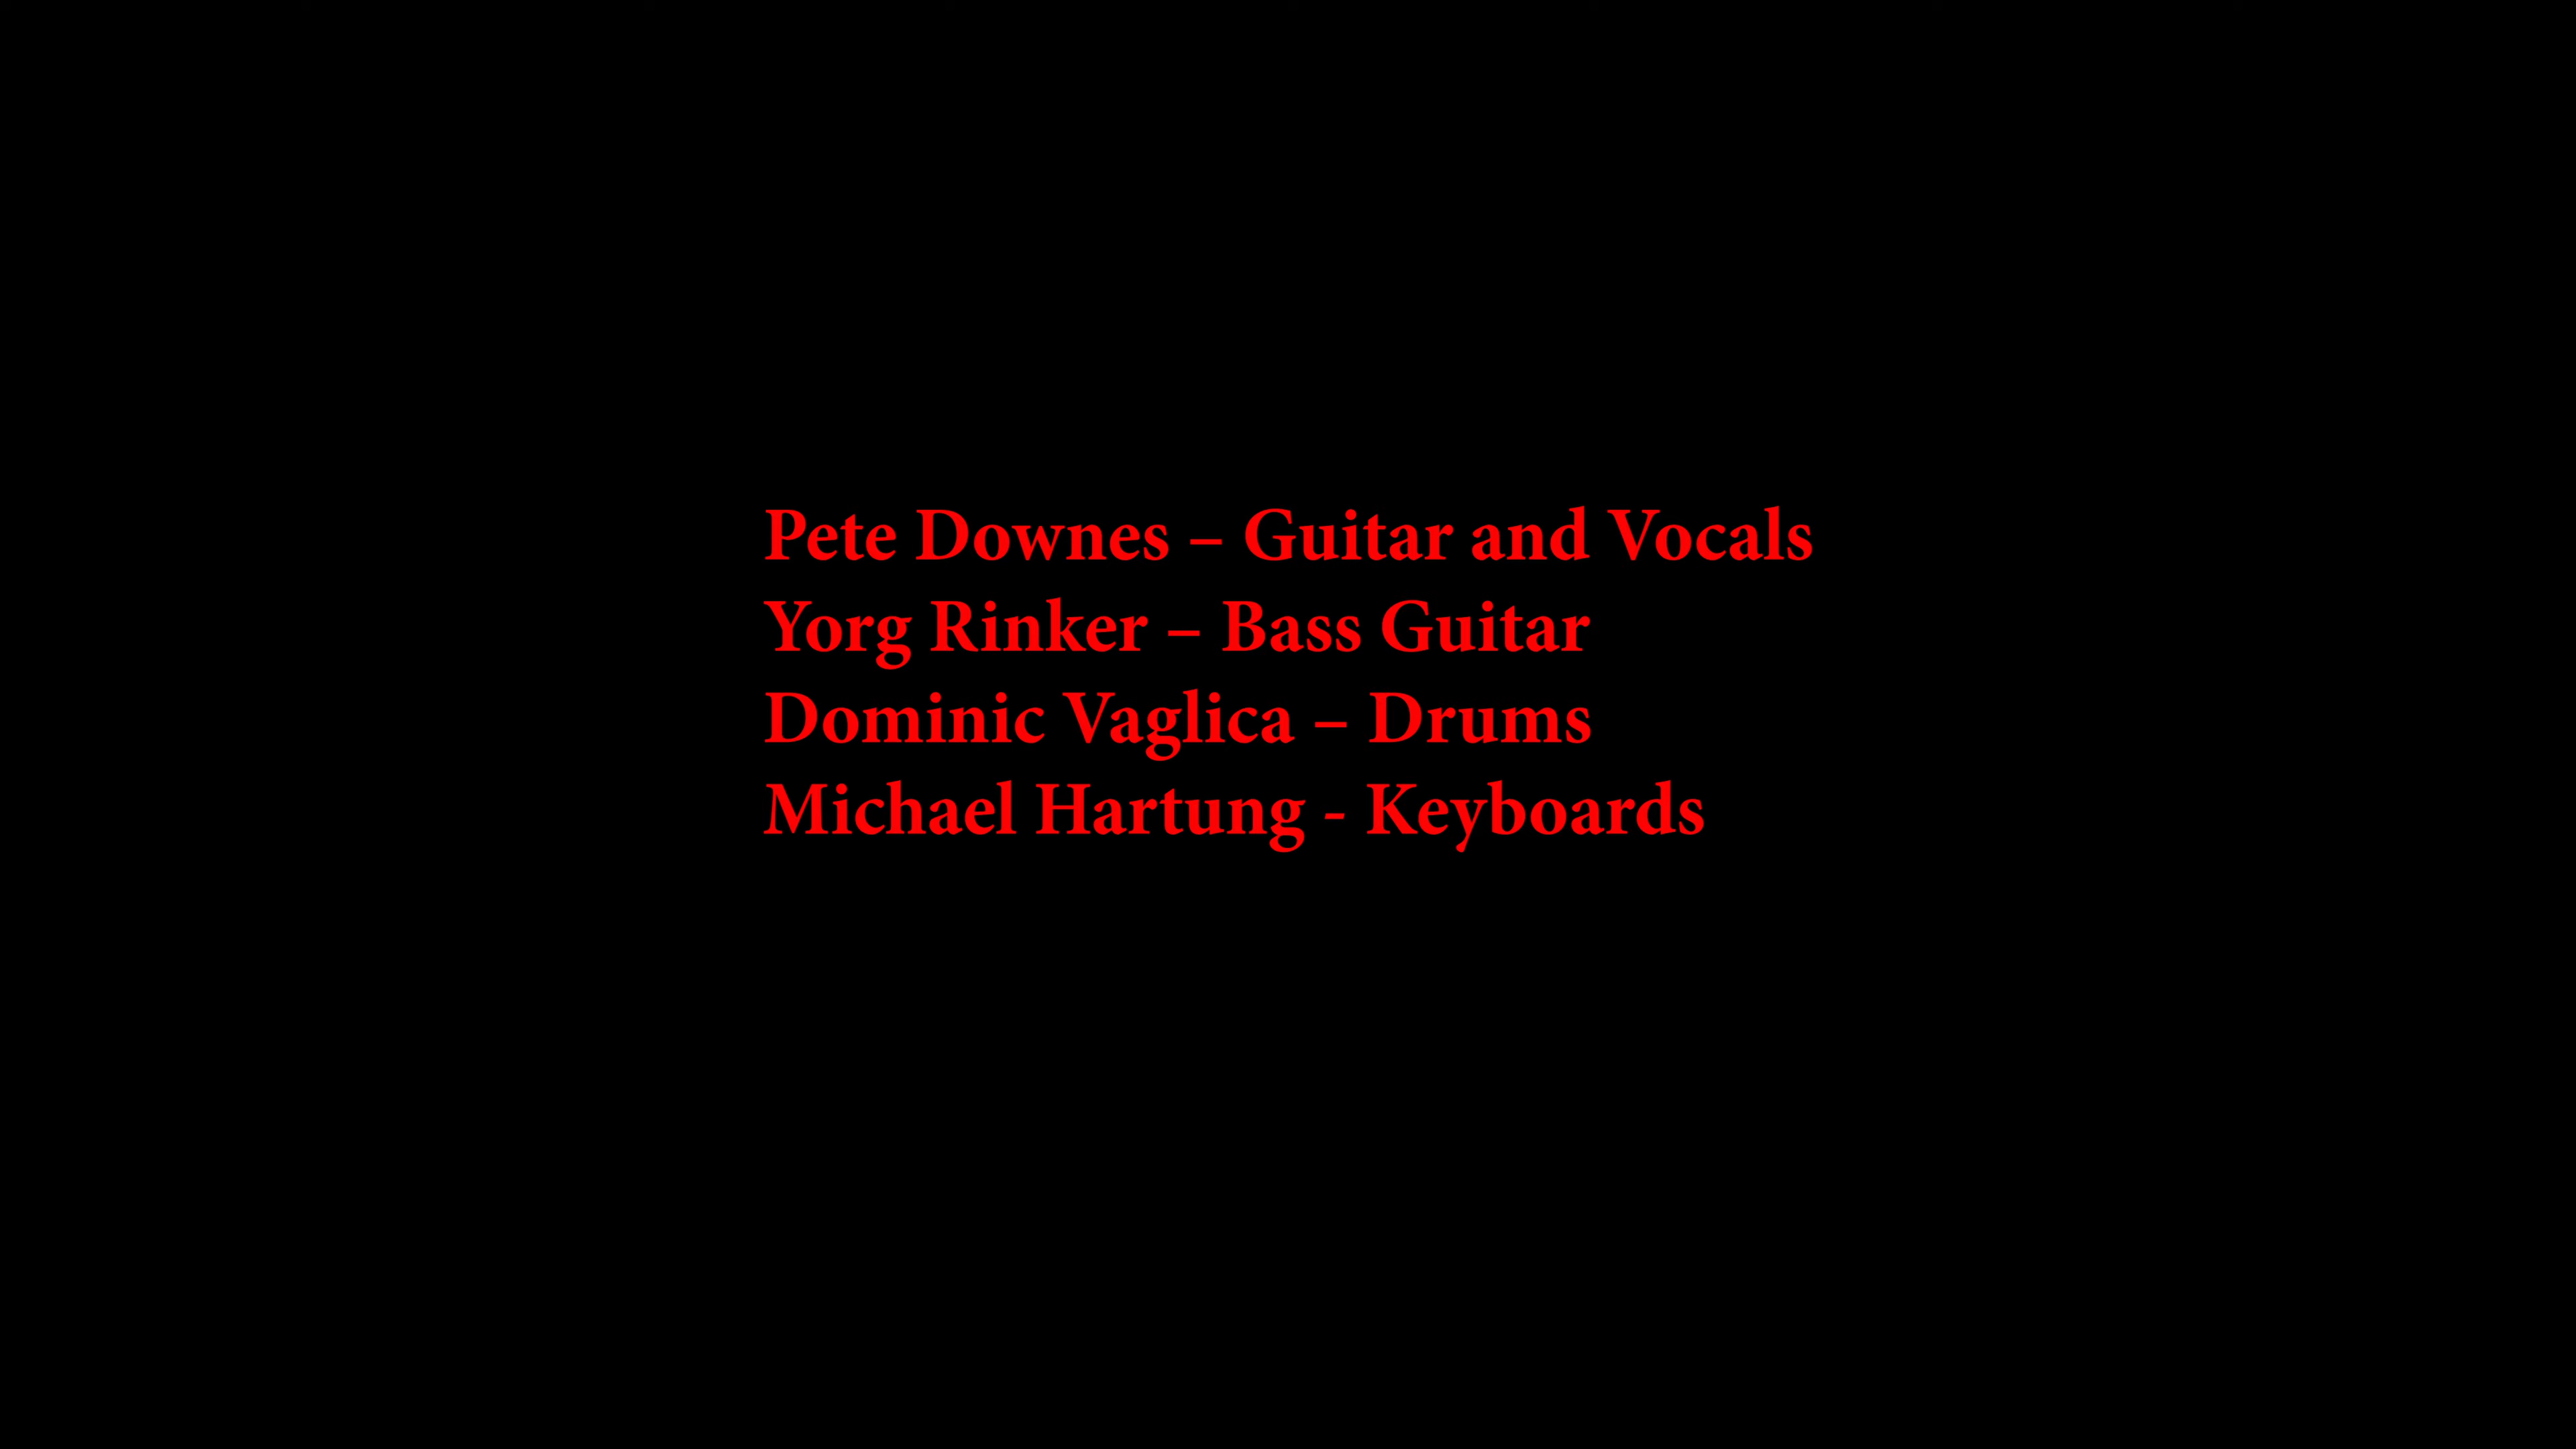 Pete Downes – Guitar and Vocals
Yorg Rinker – Bass Guitar
Dominic Vaglica – Drums
Michael Hartung - Keyboards